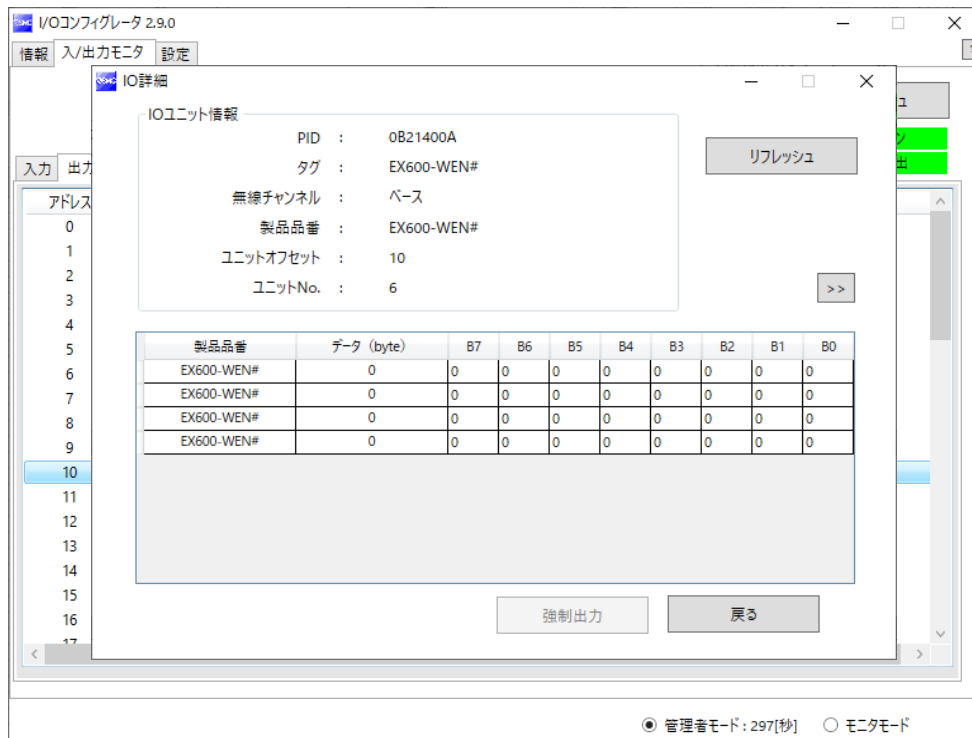 I/Oコンフィグレータ 2.9.0
情報 入/出力モニタ 設定
IO詳細
IOユニット情報
PID : 0B21400A
タグ : EX600-WEN#
無線チャンネル : ベース
製品品番 : EX600-WEN#
ユニットオフセット : 10
ユニットNo. : 6
リフレッシュ
>>
入力 出力
アドレス
0
1
2
3
4
5
6
7
8
9
10
11
12
13
14
15
16
17
製品品番 データ (byte) B7 B6 B5 B4 B3 B2 B1 B0
EX600-WEN# 0 0 0 0 0 0 0 0 0
EX600-WEN# 0 0 0 0 0 0 0 0 0
EX600-WEN# 0 0 0 0 0 0 0 0 0
EX600-WEN# 0 0 0 0 0 0 0 0 0
強制出力 戻る
管理者モード : 297[秒] モニタモード